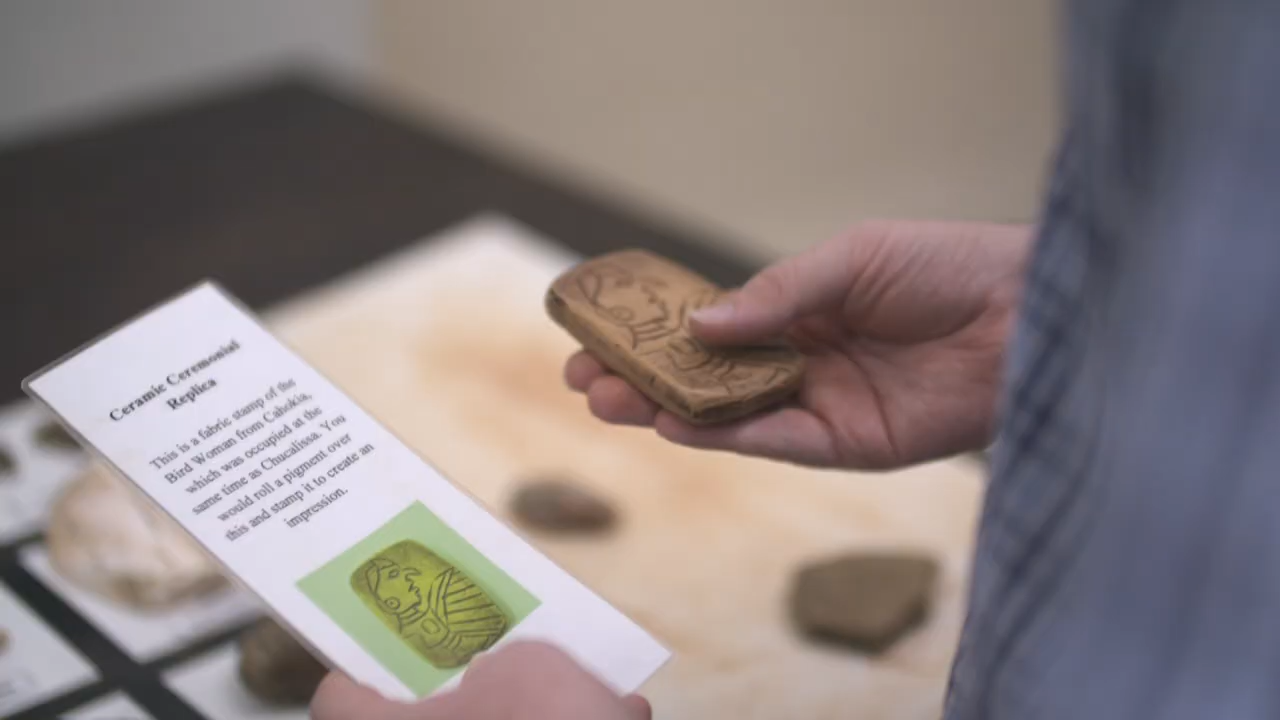 Ceramic Ceremonial
Replica
This is a fabric stamp of the
Bird Woman from Cahokia,
which was occupied at the
same time as Chucalissa. You
would roll a pigment over
this and stamp it to create an
impression.